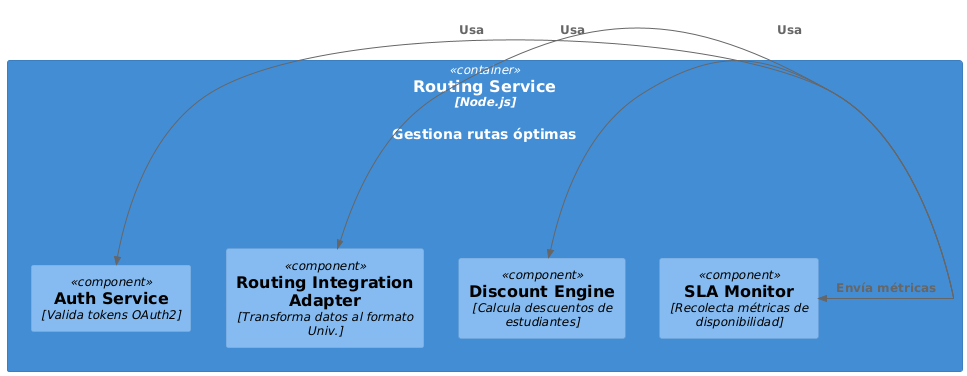 Usa
Usa
Usa
«container»
Routing Service
[Node.js]
Gestiona rutas óptimas
«component»
Auth Service
[Valida tokens OAuth2]
«component»
Routing Integration
Adapter
[Transforma datos al formato
Univ.]
«component»
Discount Engine
[Calcula descuentos de
estudiantes]
«component»
SLA Monitor
[Recolecta métricas de
disponibilidad]
Envía métricas